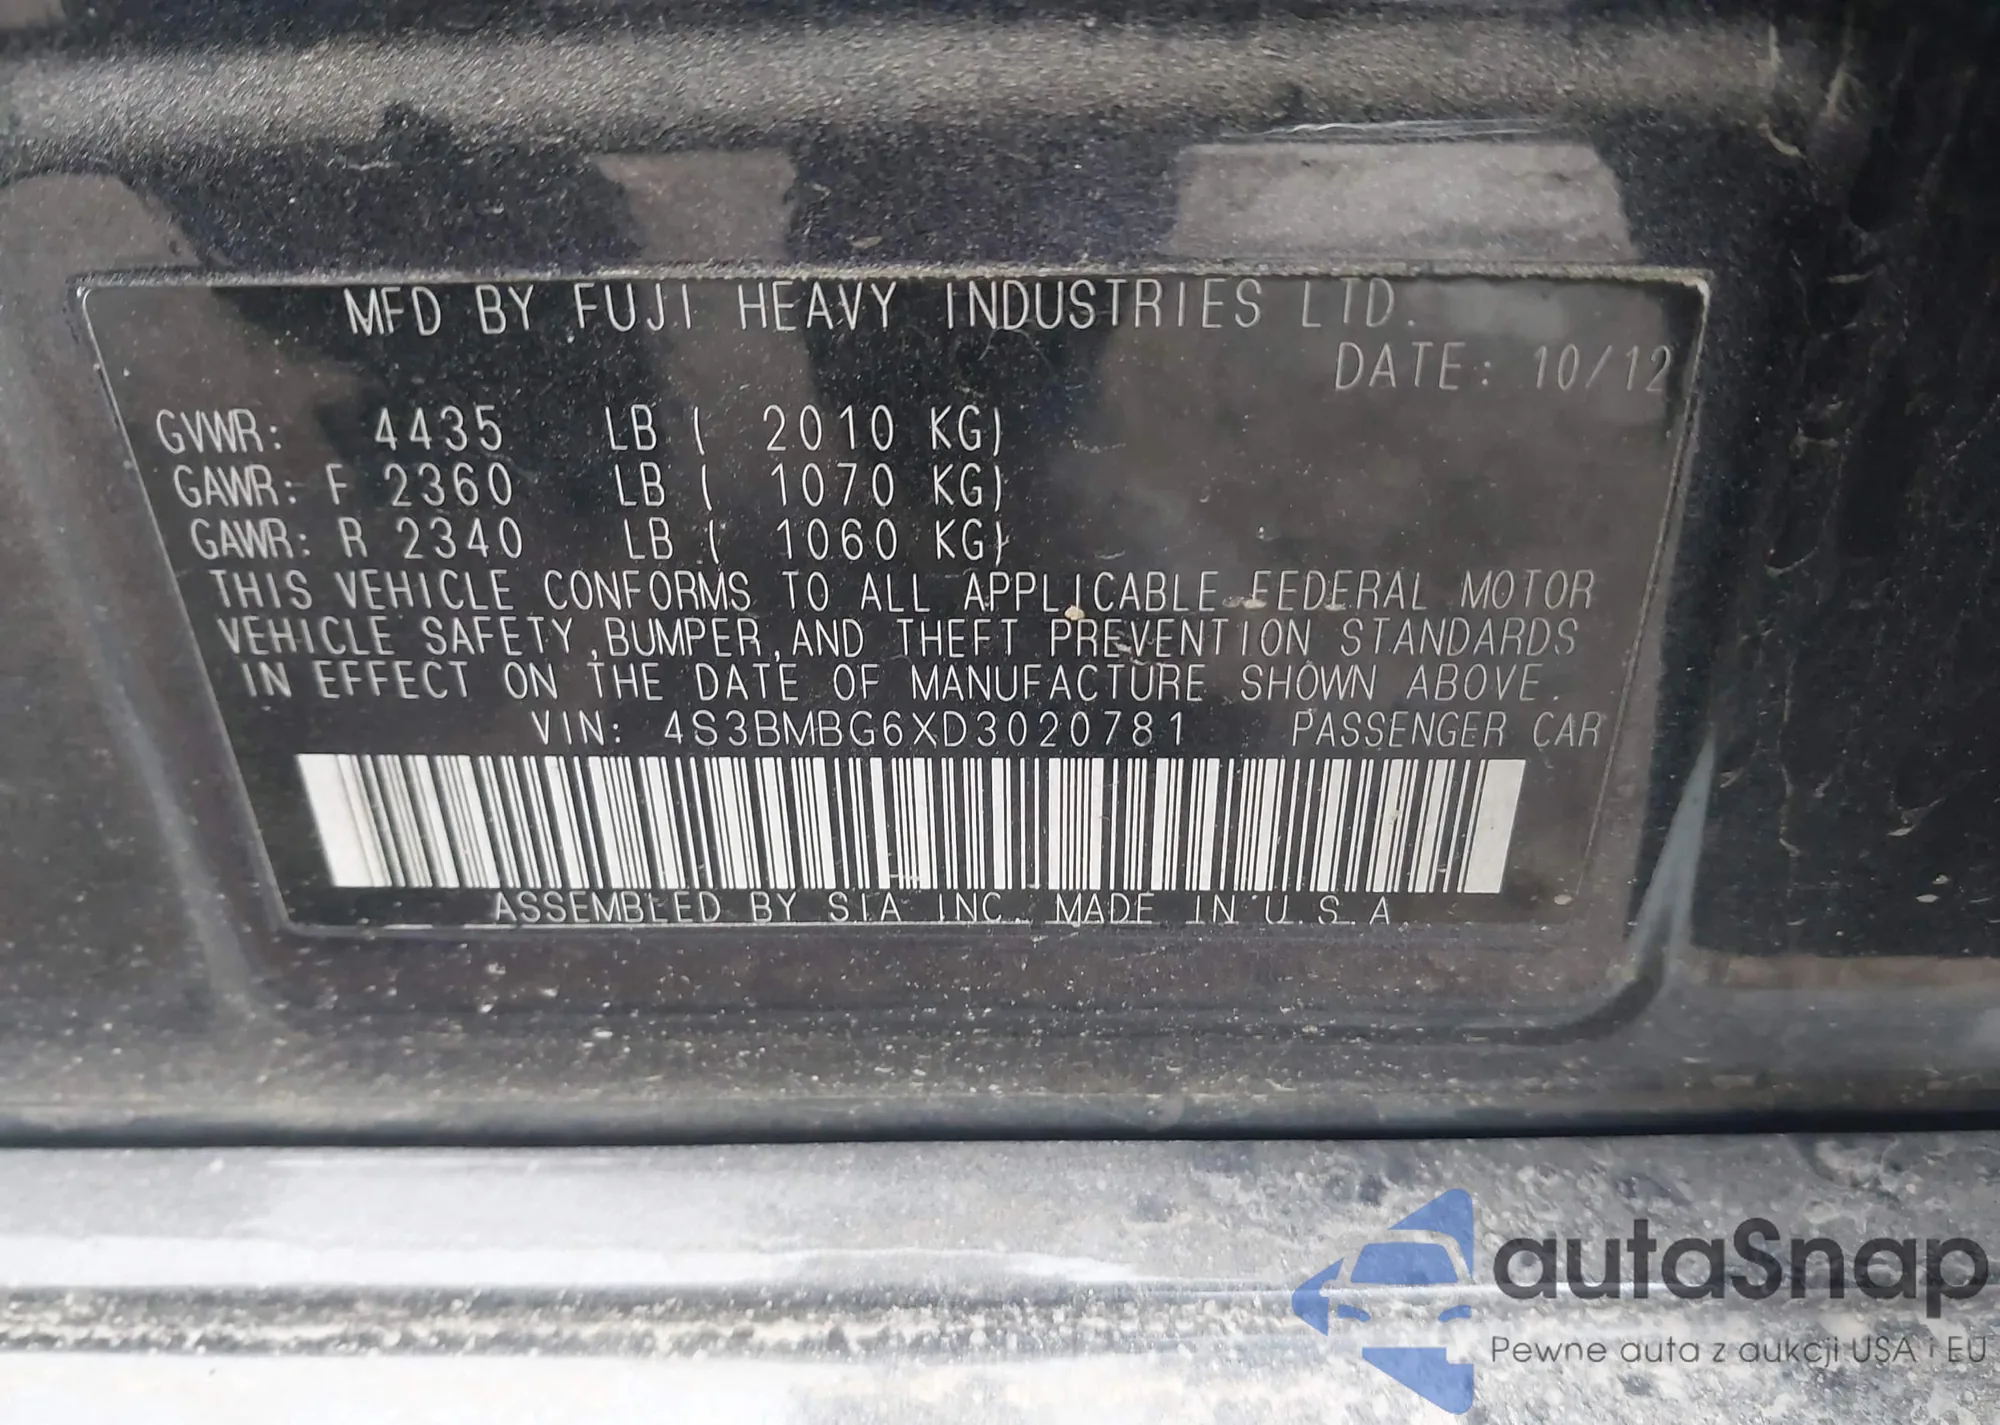 MFD BY FUJI HEAVY INDUSTRIES LTD.
DATE: 10/12
GVWR: 4435 LB ( 2010 KG)
GAWR: F 2360 LB ( 1070 KG)
GAWR: R 2340 LB ( 1060 KG)
THIS VEHICLE CONFORMS TO ALL APPLICABLE FEDERAL MOTOR
VEHICLE SAFETY, BUMPER, AND THEFT PREVENTION STANDARDS
IN EFFECT ON THE DATE OF MANUFACTURE SHOWN ABOVE.
VIN: 4S3BMBG6XD3020781 PASSENGER CAR
ASSEMBLED BY SIA INC. MADE IN U.S.A.
autaSnap
Pewne auta z aukcji USA i EU